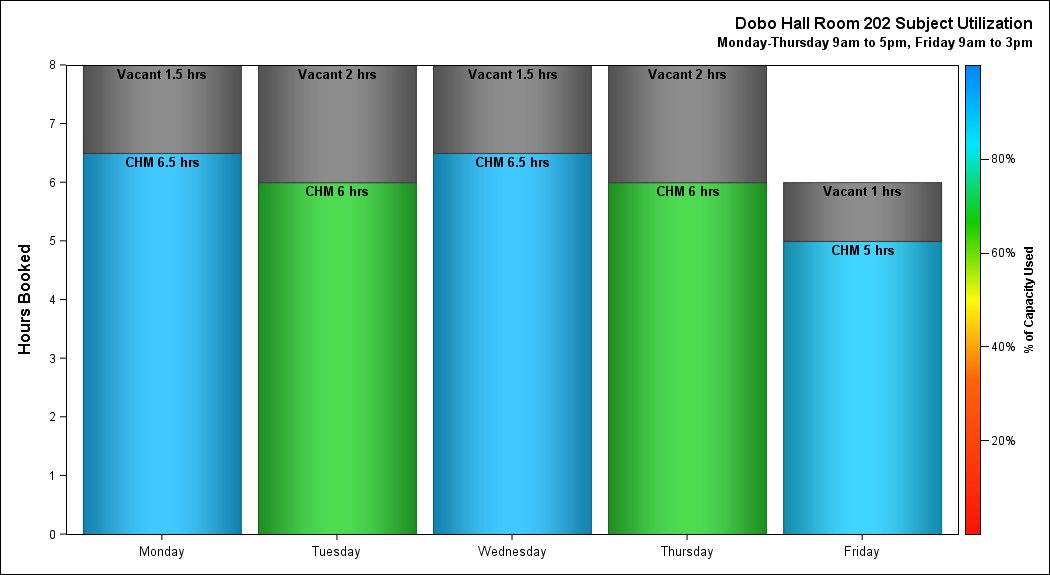 Dobo Hall Room 202 Subject Utilization
Monday-Thursday 9am to 5pm, Friday 9am to 3pm
Hours Booked
8
7
6
5
4
3
2
1
0
Vacant 1.5 hrs
CHM 6.5 hrs
Vacant 2 hrs
CHM 6 hrs
Vacant 1.5 hrs
CHM 6.5 hrs
Vacant 2 hrs
CHM 6 hrs
Vacant 1 hrs
CHM 5 hrs
Monday
Tuesday
Wednesday
Thursday
Friday
80%
60%
40%
20%
% of Capacity Used